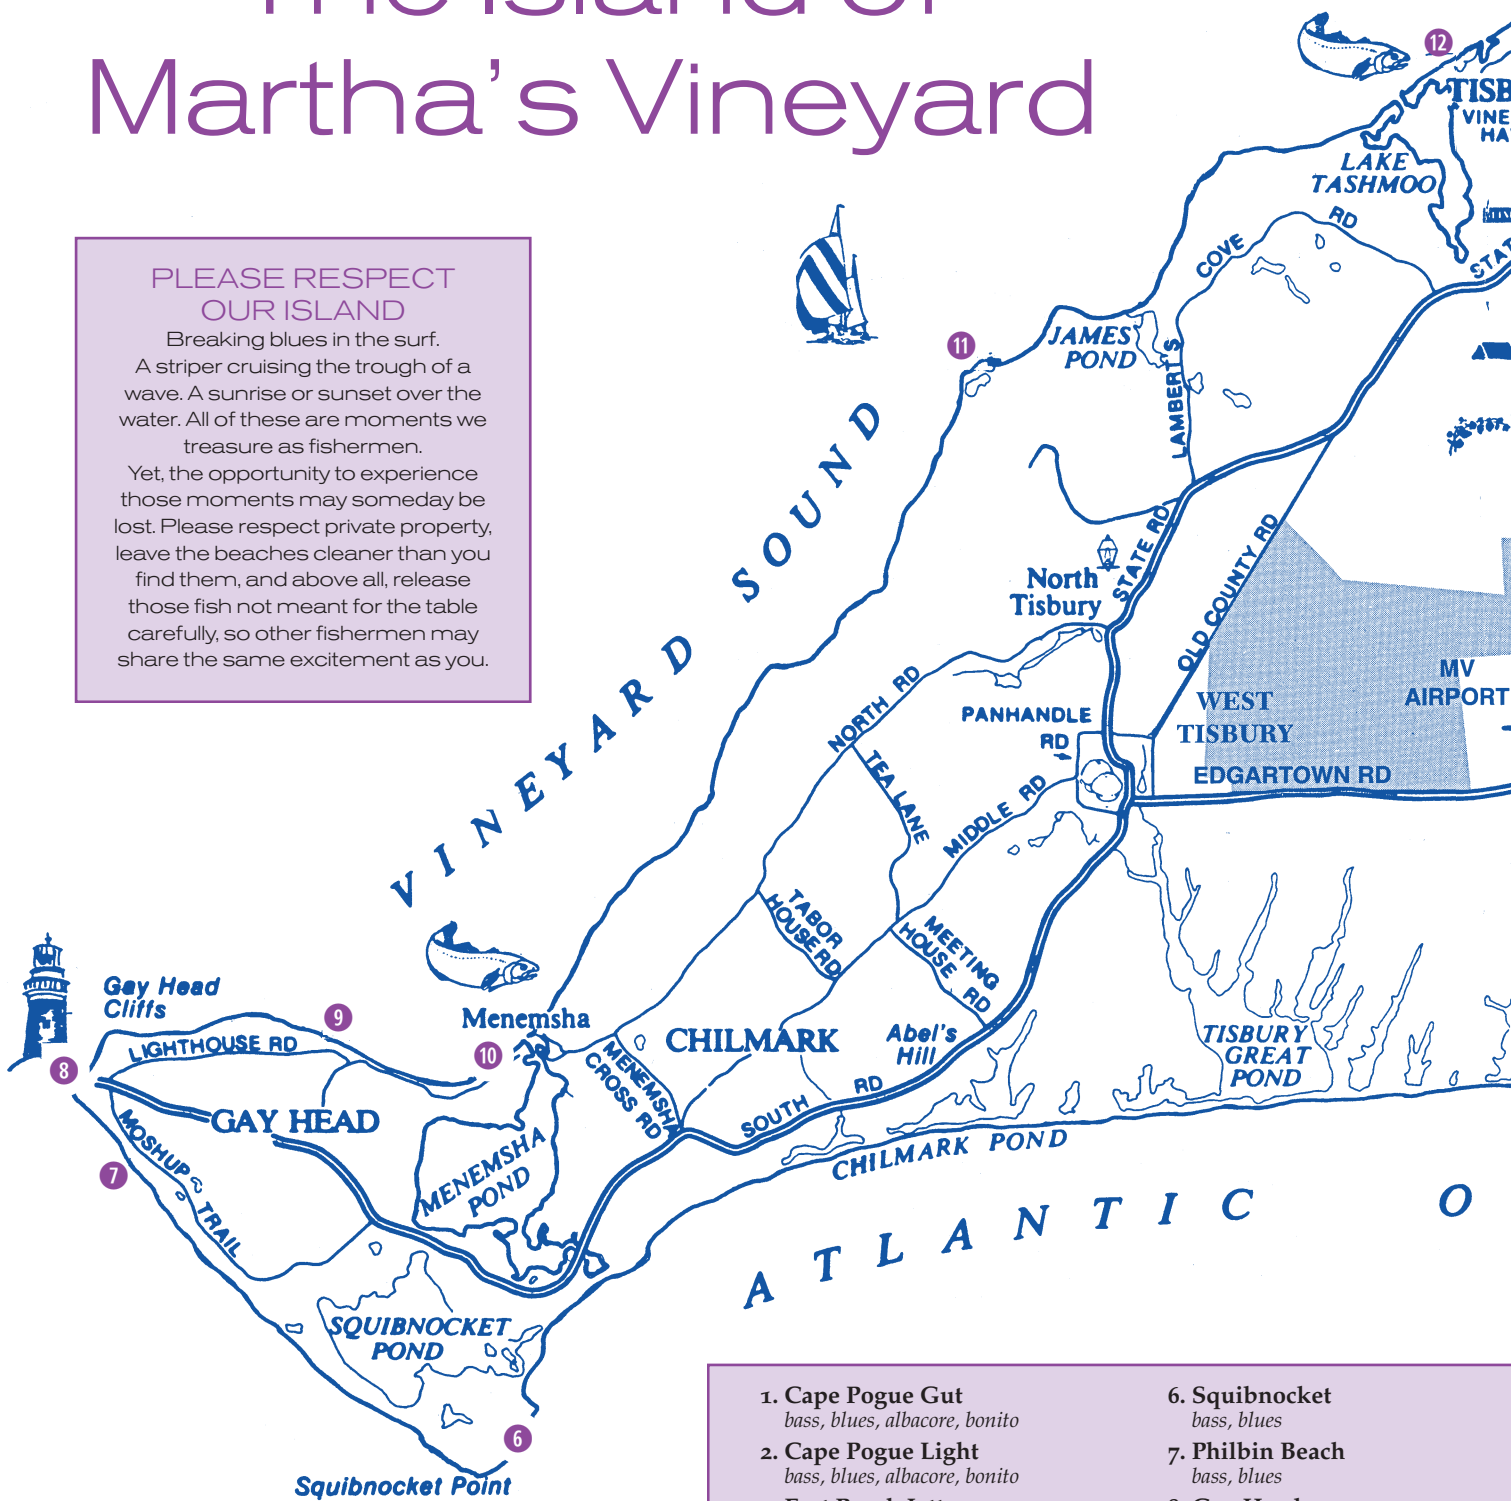 The Island of
Martha's Vineyard
PLEASE RESPECT
OUR ISLAND
Breaking blues in the surf.
A striper cruising the trough of a
wave. A sunrise or sunset over the
water. All of these are moments we
treasure as fishermen.
Yet, the opportunity to experience
those moments may someday be
lost. Please respect private property,
leave the beaches cleaner than you
find them, and above all, release
those fish not meant for the table
carefully, so other fishermen may
share the same excitement as you.
12
TISB
VINE
HA
LAKE
TASHMOO
COVE
RD
STAT
11
JAMES
POND
LAMBERT'S
VINEYARD SOUND
STATE RD
OLD COUNTY RD
North
Tisbury
NORTH RD
PANHANDLE
RD
WEST
TISBURY
MV
AIRPORT
EDGARTOWN RD
TEA LANE
MIDDLE RD
TABOR
HOUSE RD
MEETING
HOUSE RD
Gay Head
Cliffs
9
LIGHTHOUSE RD
8
Menemsha
10
CHILMARK
Abel's
Hill
MENEMSHA
CROSS RD
SOUTH RD
TISBURY
GREAT
POND
GAY HEAD
7
MOSHUP TRAIL
MENEMSHA
POND
CHILMARK POND
ATLANTIC O
SQUIBNOCKET
POND
6
Squibnocket Point
1. Cape Pogue Gut
bass, blues, albacore, bonito
2. Cape Pogue Light
bass, blues, albacore, bonito
6. Squibnocket
bass, blues
7. Philbin Beach
bass, blues